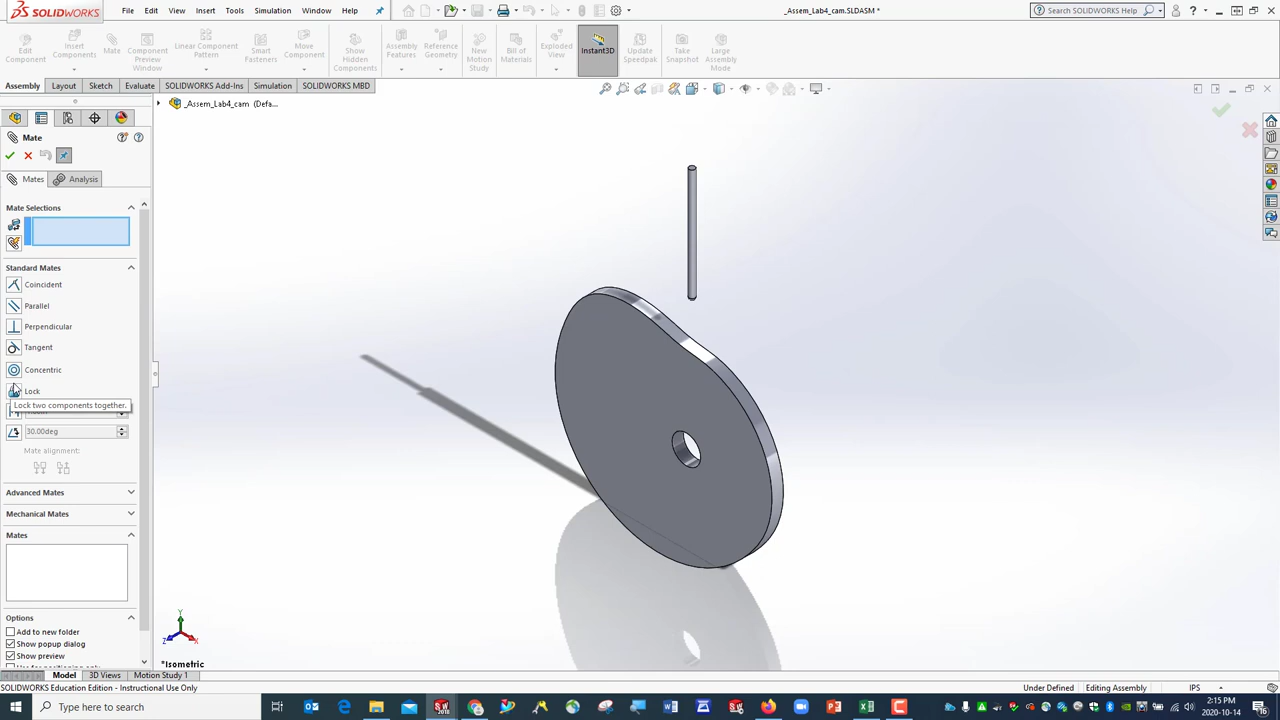 SOLIDWORKS File Edit View Insert Tools Simulation Window Help _Assem_Lab4_cam.SLDASM * Search SOLIDWORKS Help
Edit Component
Insert Components
Mate
Component Preview Window
Linear Component Pattern
Smart Fasteners
Move Component
Show Hidden Components
Assembly Features
Reference Geometry
New Motion Study
Bill of Materials
Exploded View
Instant3D
Update Speedpak
Take Snapshot
Large Assembly Mode
Assembly Layout Sketch Evaluate SOLIDWORKS Add-Ins Simulation SOLIDWORKS MBD
_Assem_Lab4_cam (Defa...
Mate
Mates Analysis
Mate Selections
Standard Mates
Coincident
Parallel
Perpendicular
Tangent
Concentric
Lock
Lock two components together.
30.00deg
Mate alignment:
Advanced Mates
Mechanical Mates
Mates
Options
Add to new folder
Show popup dialog
Show preview
Y
Z X
*Isometric
Model 3D Views Motion Study 1
SOLIDWORKS Education Edition - Instructional Use Only Under Defined Editing Assembly IPS
Type here to search
2:15 PM
2020-10-14
16